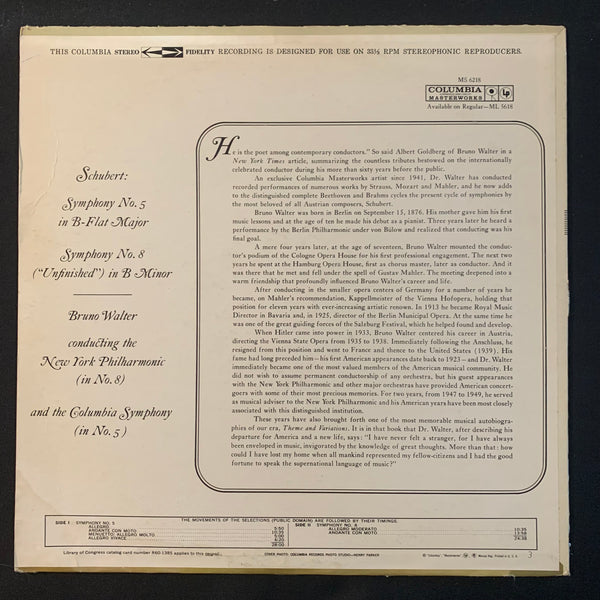 THIS COLUMBIA STEREO FIDELITY RECORDING IS DESIGNED FOR USE ON 33⅓ RPM STEREOPHONIC REPRODUCERS.
MS 6218
COLUMBIA
MASTERWORKS
Available on Regular—ML 5618
Schubert:
Symphony No. 5
in B-Flat Major
Symphony No. 8
("Unfinished") in B Minor
Bruno Walter
conducting the
New York Philharmonic
(in No. 8)
and the Columbia Symphony
(in No. 5)
He is the poet among contemporary conductors." So said Albert Goldberg of Bruno Walter in a
New York Times article, summarizing the countless tributes bestowed on the internationally
celebrated conductor during his more than sixty years before the public.
An exclusive Columbia Masterworks artist since 1941, Dr. Walter has conducted
recorded performances of numerous works by Strauss, Mozart and Mahler, and he now adds
to the distinguished complete Beethoven and Brahms cycles the present cycle of symphonies by
the most beloved of all Austrian composers, Schubert.
Bruno Walter was born in Berlin on September 15, 1876. His mother gave him his first
music lessons and at the age of ten he made his debut as a pianist. Three years later he heard a
performance by the Berlin Philharmonic under von Bülow and realized that conducting was his
final goal.
A mere four years later, at the age of seventeen, Bruno Walter mounted the conduc-
tor's podium of the Cologne Opera House for his first professional engagement. The next two
years he spent at the Hamburg Opera House, first as chorus master, later as conductor. And it
was there that he met and fell under the spell of Gustav Mahler. The meeting deepened into a
warm friendship that profoundly influenced Bruno Walter's career and life.
After conducting in the smaller opera centers of Germany for a number of years he
became, on Mahler's recommendation, Kappellmeister of the Vienna Hofopera, holding that
position for eleven years with ever-increasing artistic renown. In 1913 he became Royal Music
Director in Bavaria and, in 1925, director of the Berlin Municipal Opera. At the same time he
was one of the great guiding forces of the Salzburg Festival, which he helped found and develop.
When Hitler came into power in 1933, Bruno Walter centered his career in Austria,
directing the Vienna State Opera from 1935 to 1938. Immediately following the Anschluss, he
resigned from this position and went to France and thence to the United States (1939). His
fame had long preceded him—his first American appearances date back to 1923—and Dr. Walter
immediately became one of the most valued members of the American musical community. He
did not wish to assume permanent conductorship of any orchestra, but his guest appearances
with the New York Philharmonic and other major orchestras have provided American concert-
goers with some of their most precious memories. For two years, from 1947 to 1949, he served
as musical adviser to the New York Philharmonic and his American years have been most closely
associated with this distinguished institution.
These years have also brought forth one of the most memorable musical autobiogra-
phies of our era, Theme and Variations. It is in that book that Dr. Walter, after describing his
departure for America and a new life, says: "I have never felt a stranger, for I have always
been enveloped in music, invigorated by the knowledge of great thoughts. More than that: how
could I have lost my home when all mankind represented my fellow-citizens and I had the good
fortune to speak the supernational language of music?"
THE MOVEMENTS OF THE SELECTIONS (PUBLIC DOMAIN) ARE FOLLOWED BY THEIR TIMINGS.
SIDE I SYMPHONY NO. 5
ALLEGRO 5:50
ANDANTE CON MOTO
MENUETTO: ALLEGRO MOLTO 5:00
ALLEGRO VIVACE
SIDE II SYMPHONY NO. 8
ALLEGRO MODERATO 10:35
ANDANTE CON MOTO
Library of Congress catalog card number R60-1385 applies to this record.
COVER PHOTO: COLUMBIA RECORDS PHOTO STUDIO—HENRY PARKER
3